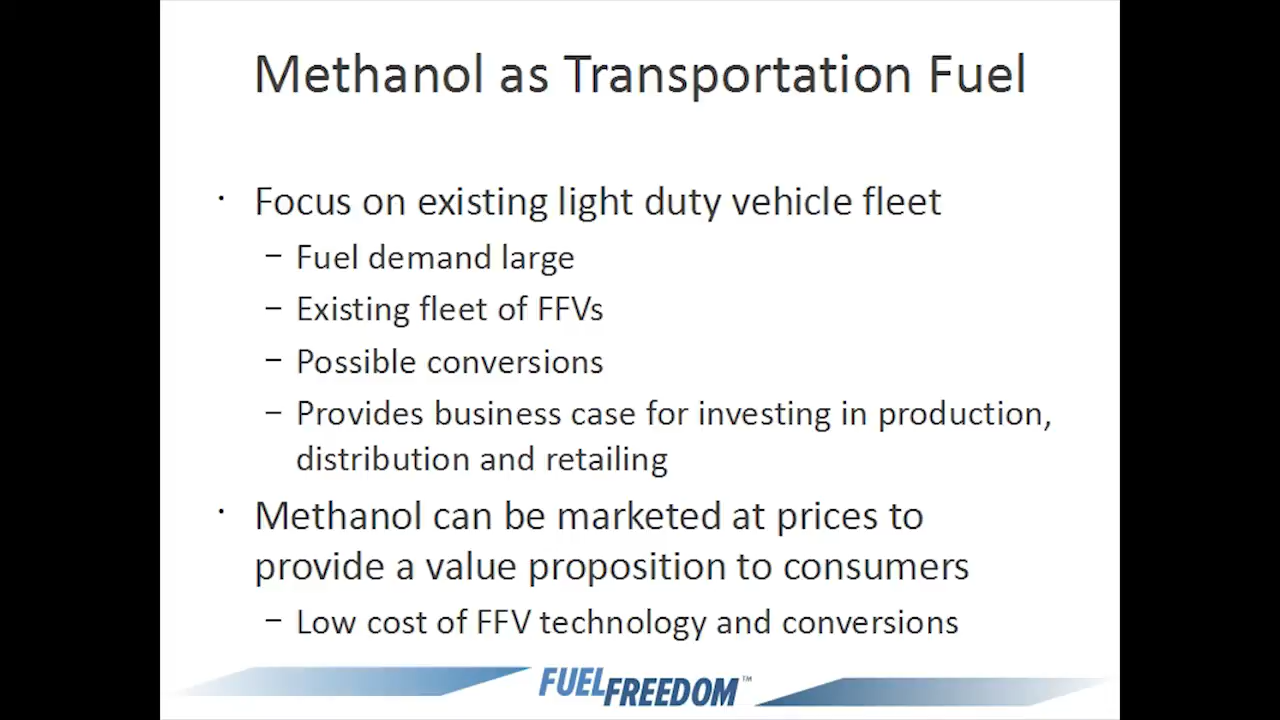 Methanol as Transportation Fuel
· Focus on existing light duty vehicle fleet
– Fuel demand large
– Existing fleet of FFVs
– Possible conversions
– Provides business case for investing in production,
distribution and retailing
· Methanol can be marketed at prices to
provide a value proposition to consumers
– Low cost of FFV technology and conversions
FUELFREEDOM™